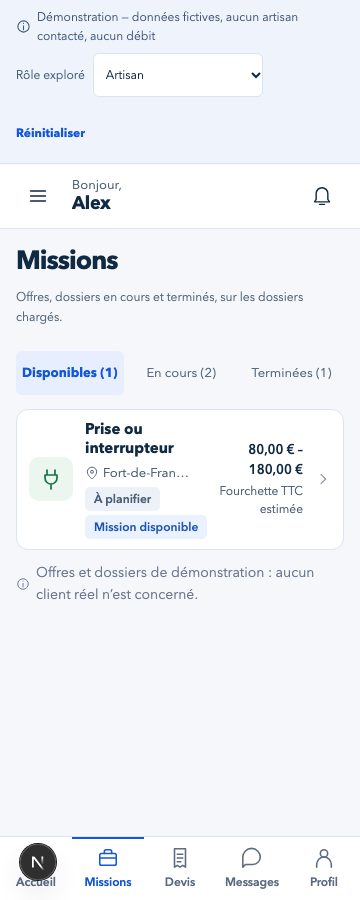 Démonstration — données fictives, aucun artisan
contacté, aucun débit
Rôle exploré
Artisan
Réinitialiser
Bonjour,
Alex
Missions
Offres, dossiers en cours et terminés, sur les dossiers
chargés.
Disponibles (1)
En cours (2)
Terminées (1)
Prise ou
interrupteur
Fort-de-Fran...
À planifier
Mission disponible
80,00 € –
180,00 €
Fourchette TTC
estimée
Offres et dossiers de démonstration : aucun
client réel n’est concerné.
N
Accueil
Missions
Devis
Messages
Profil